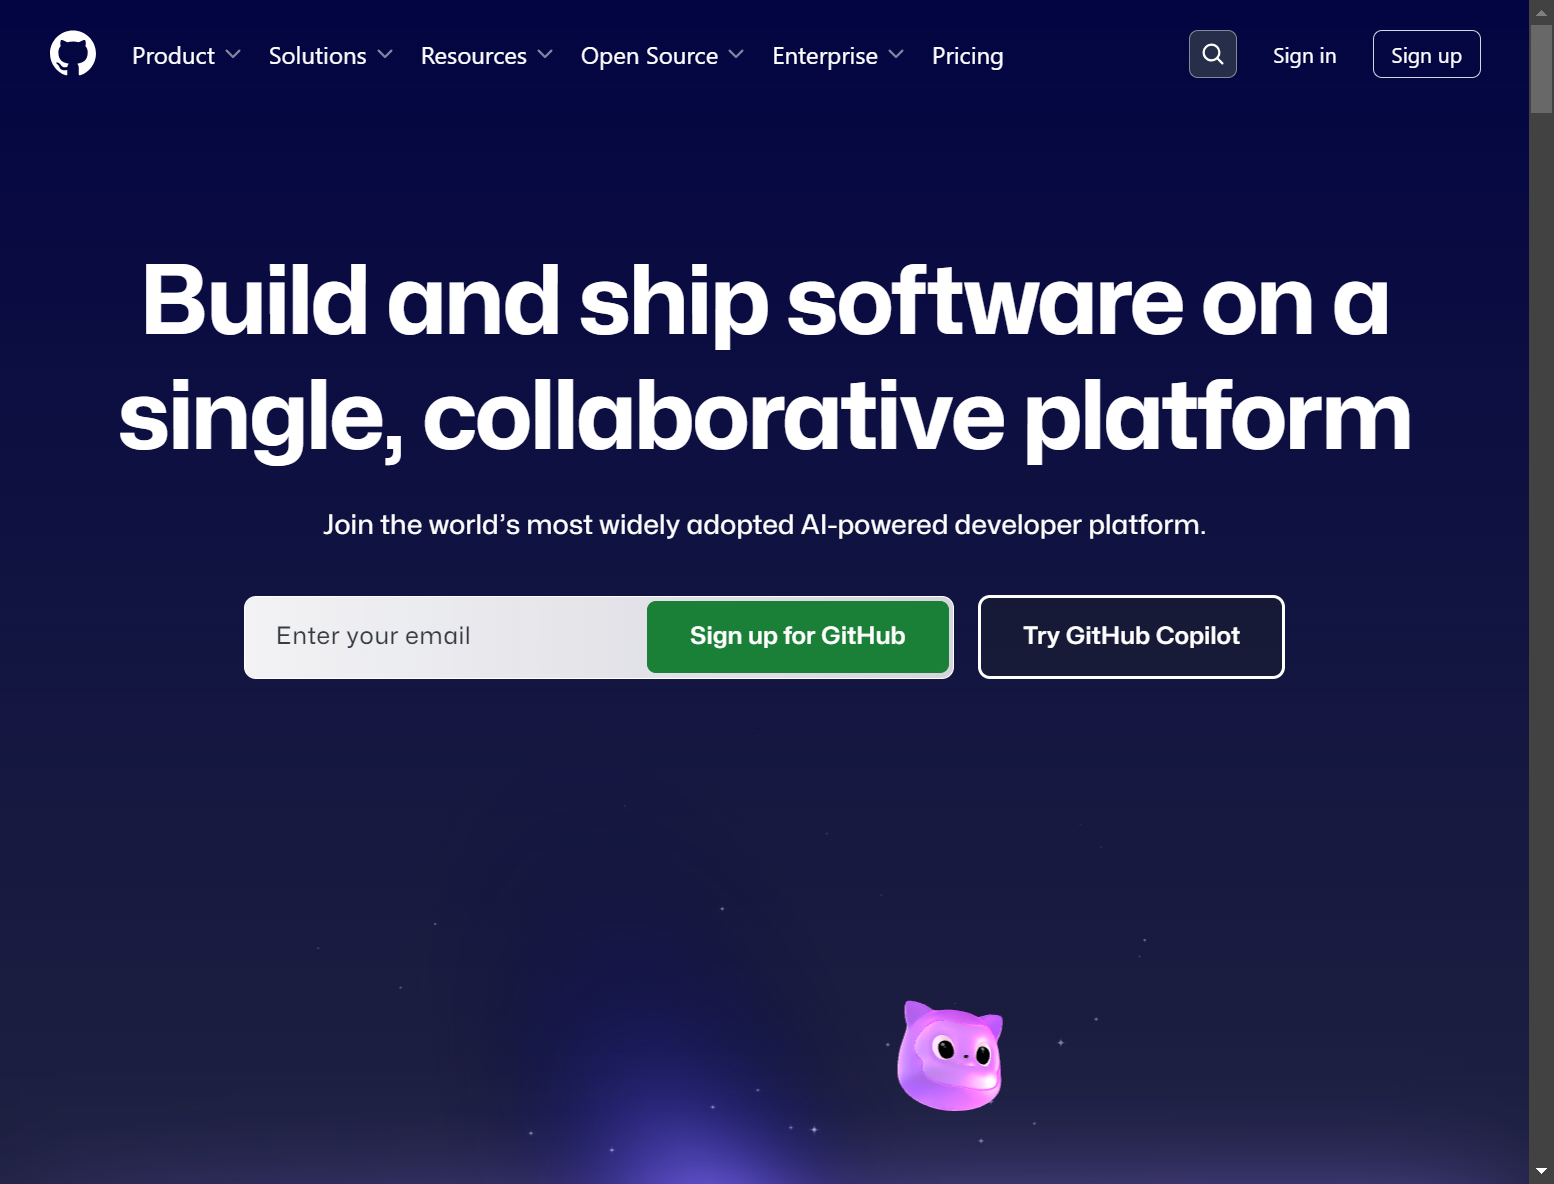 Product Solutions Resources Open Source Enterprise Pricing Sign in Sign up
Build and ship software on a
single, collaborative platform
Join the world’s most widely adopted AI-powered developer platform.
Enter your email Sign up for GitHub Try GitHub Copilot